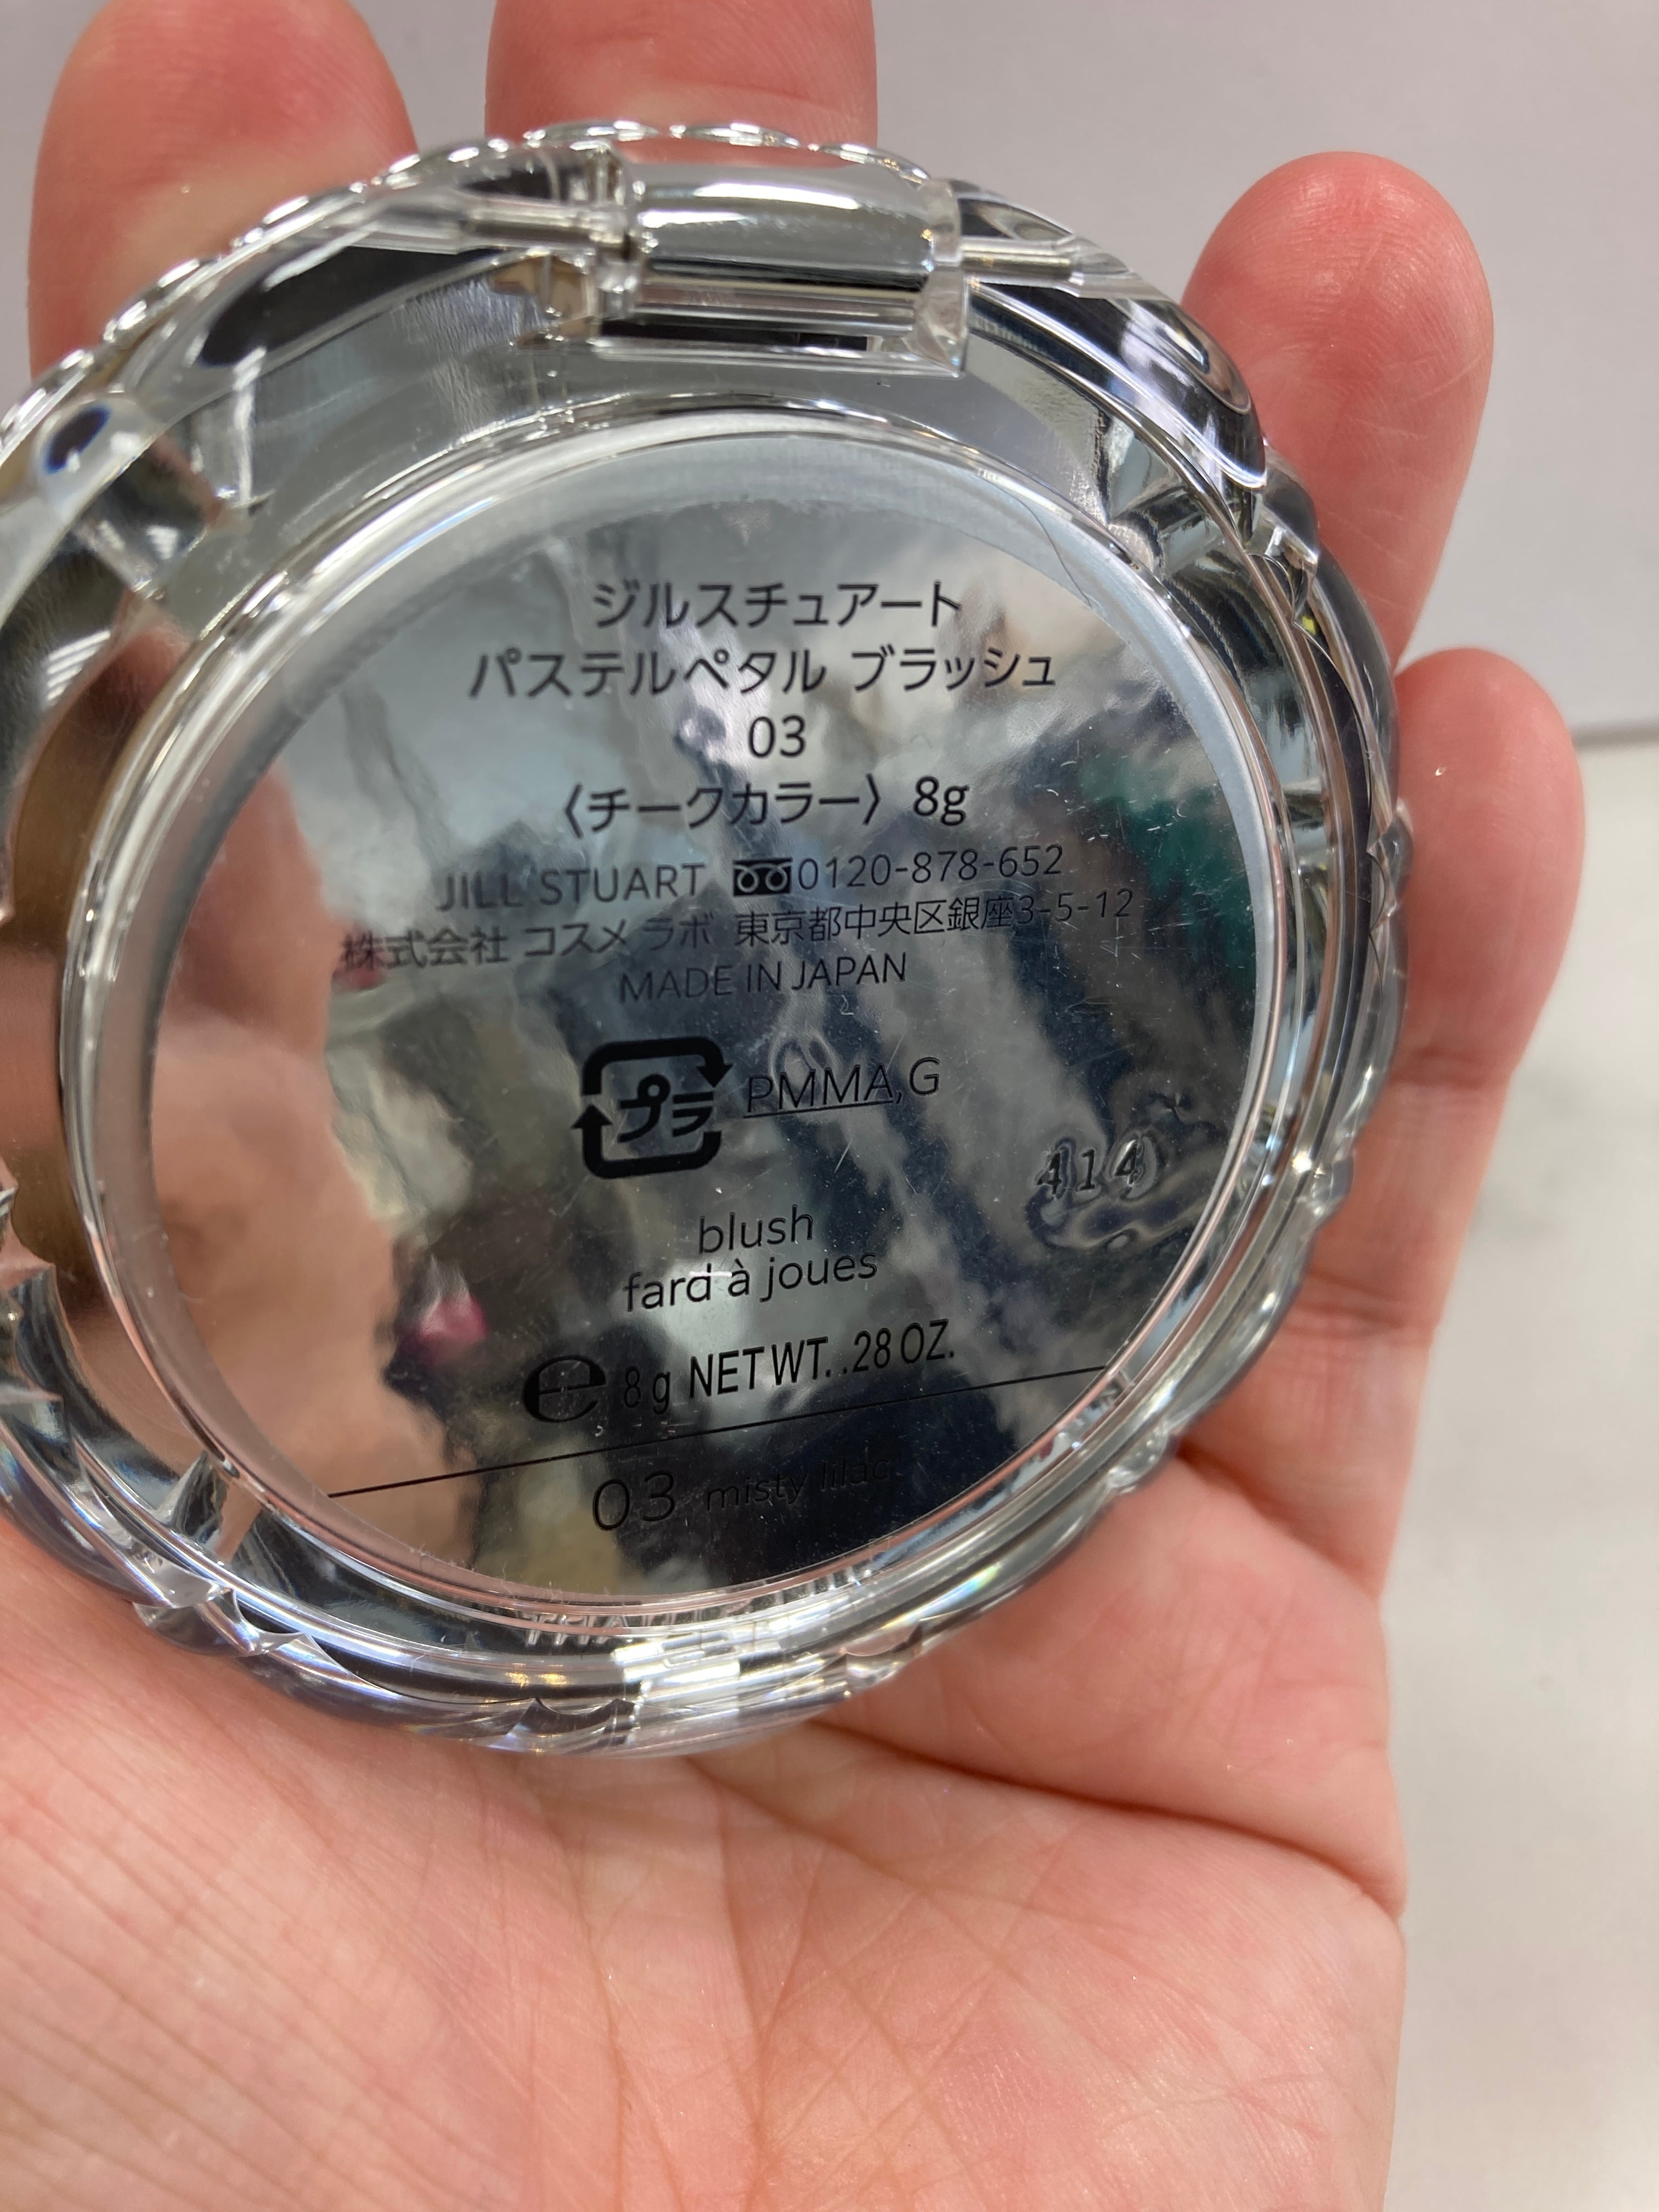 ジルスチュアート
パステルペタル ブラッシュ
03
〈チークカラー〉 8g
JILL STUART 0120-878-652
株式会社 コスメ ラボ 東京都中央区銀座3-5-12
MADE IN JAPAN
プラ PMMA,G
414
blush
fard à joues
e 8 g NET WT. .28 OZ.
03 misty lilac